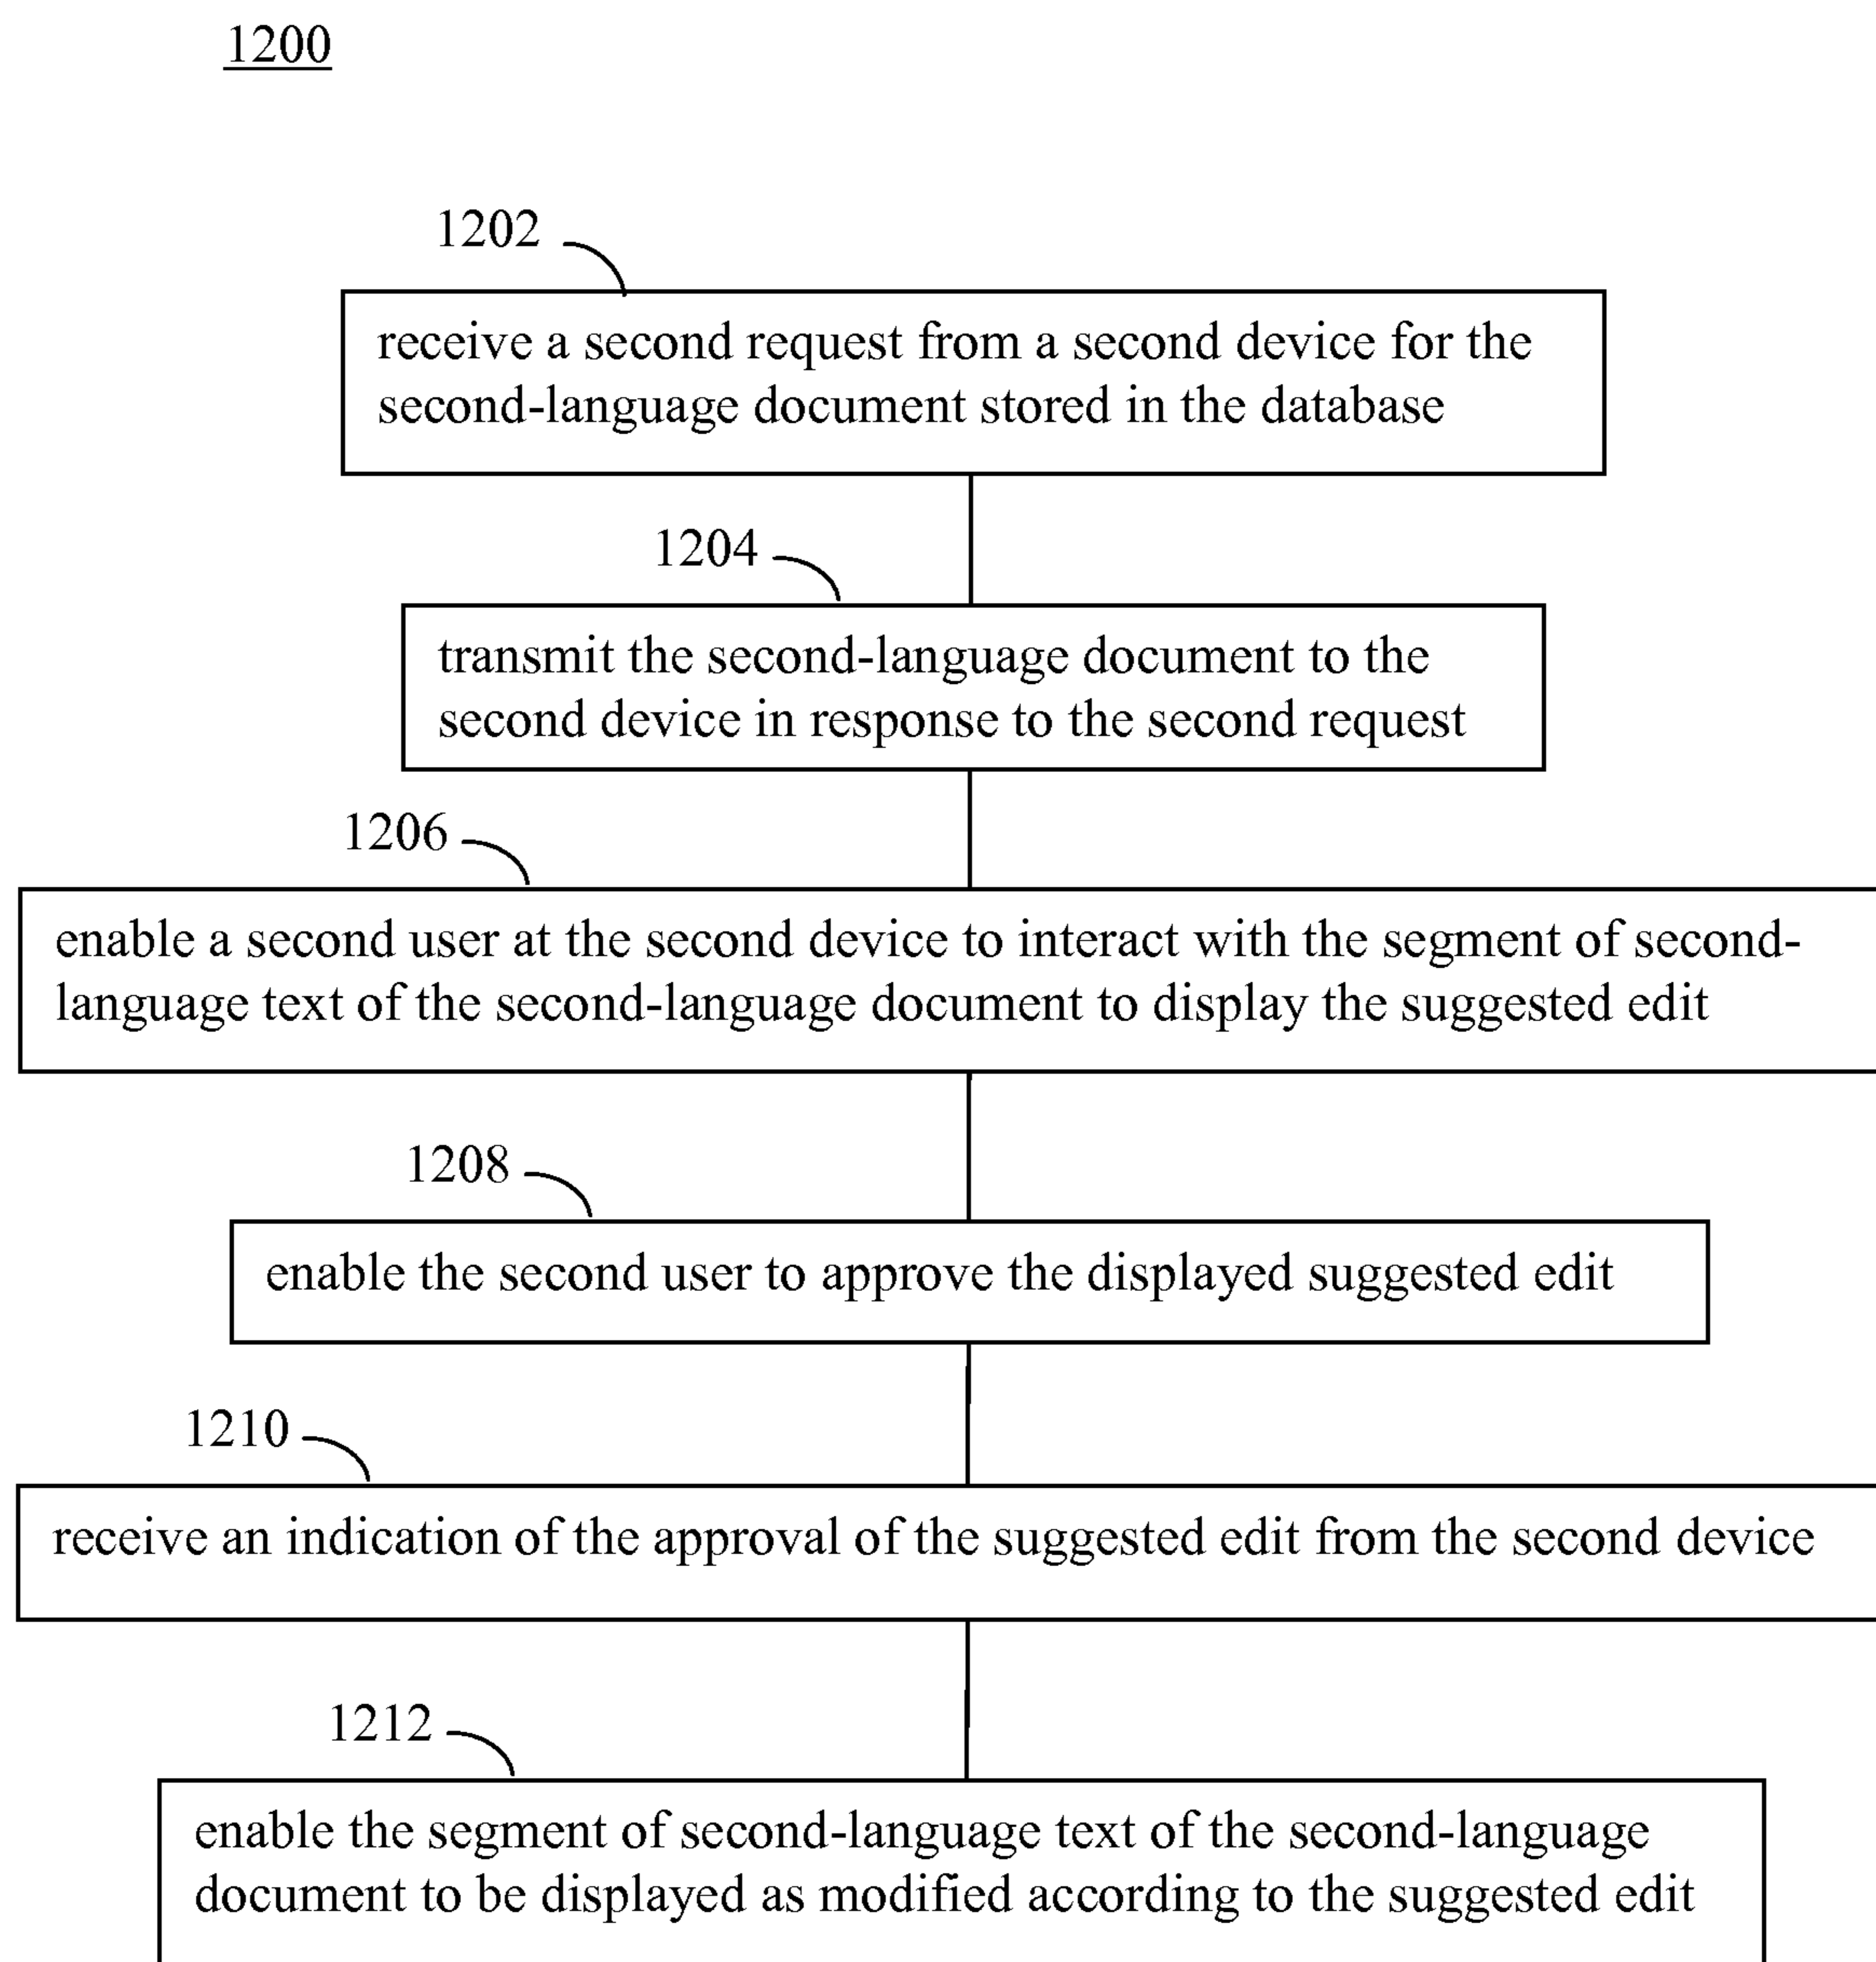 1200
1202
receive a second request from a second device for the
second-language document stored in the database
1204
transmit the second-language document to the
second device in response to the second request
1206
enable a second user at the second device to interact with the segment of second-
language text of the second-language document to display the suggested edit
1208
enable the second user to approve the displayed suggested edit
1210
receive an indication of the approval of the suggested edit from the second device
1212
enable the segment of second-language text of the second-language
document to be displayed as modified according to the suggested edit